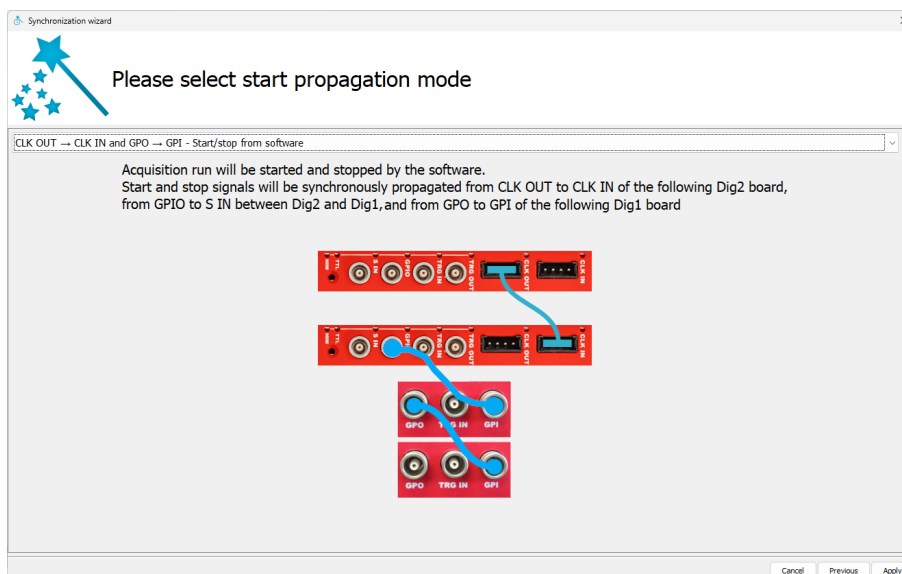 Synchronization wizard
Please select start propagation mode
CLK OUT → CLK IN and GPO → GPI - Start/stop from software
Acquisition run will be started and stopped by the software.
Start and stop signals will be synchronously propagated from CLK OUT to CLK IN of the following Dig2 board,
from GPIO to S IN between Dig2 and Dig1,and from GPO to GPI of the following Dig1 board
TTL
S IN
GPIO
TRG IN
TRG OUT
CLK OUT
CLK IN
TTL
S IN
TRG IN
TRG OUT
CLK OUT
CLK IN
GPO
GPI
GPO TRG IN GPI
Cancel Previous Apply